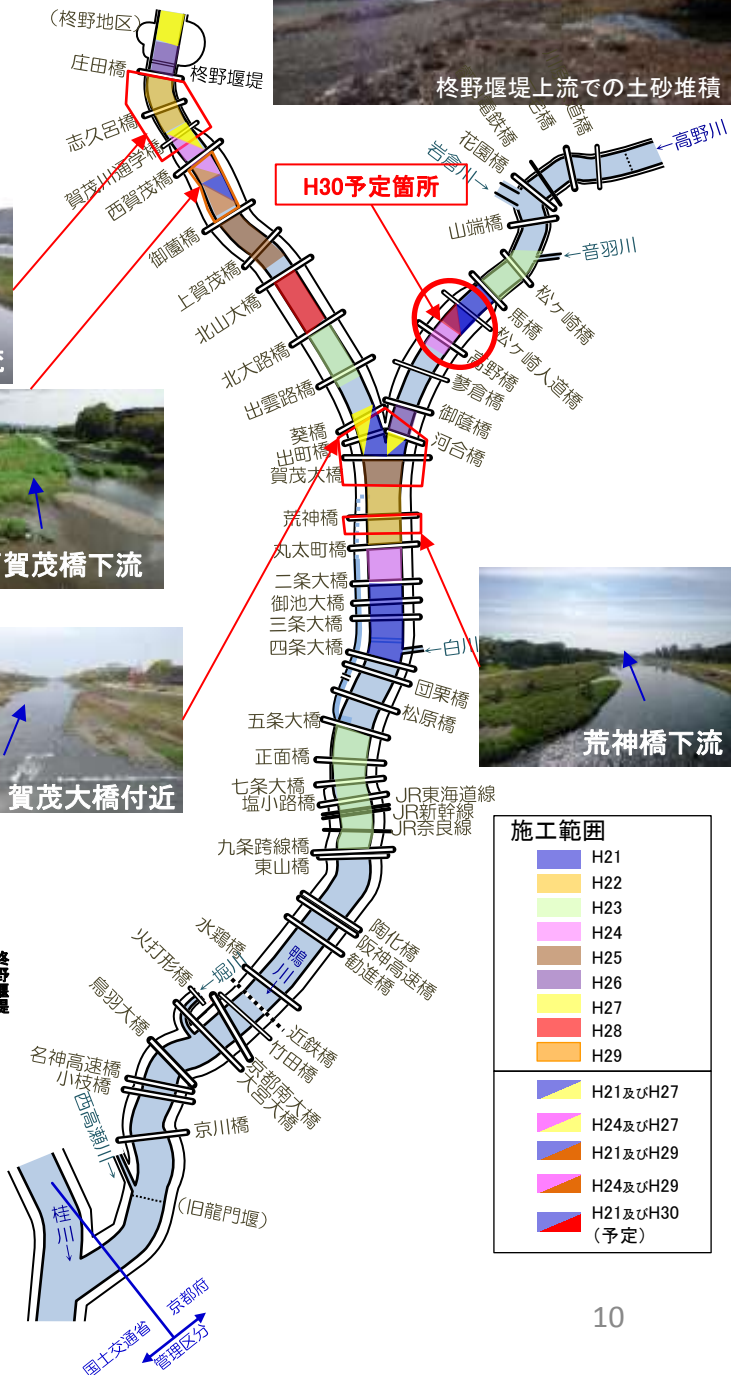 (柊野地区)
庄田橋
柊野堰堤
志久呂橋
賀茂川通学橋
西賀茂橋
御薗橋
上賀茂橋
北山大橋
北大路橋
出雲路橋
葵橋
出町橋
賀茂大橋
荒神橋
丸太町橋
二条大橋
御池大橋
三条大橋
四条大橋
←白川
団栗橋
松原橋
五条大橋
正面橋
七条大橋
塩小路橋
JR東海道線
JR新幹線
JR奈良線
九条跨線橋
東山橋
陶化橋
阪神高速橋
勧進橋
水鶏橋
火打形橋
←堀川
鴨川
鳥羽大橋
近鉄橋
竹田橋
京都南大橋
大宮大橋
名神高速橋
小枝橋
京川橋
西高瀬川→
(旧龍門堰)
桂川→
国土交通省
京都府
管理区分
柊野堰堤上流での土砂堆積
←高野川
花園橋
岩倉川→
山端橋
←音羽川
松ヶ崎橋
馬橋
松ヶ崎人道橋
高野橋
蓼倉橋
御蔭橋
河合橋
H30予定箇所
賀茂橋下流
賀茂大橋付近
荒神橋下流
柊野堰堤
施工範囲
H21
H22
H23
H24
H25
H26
H27
H28
H29
H21及びH27
H24及びH27
H21及びH29
H24及びH29
H21及びH30
(予定)
10